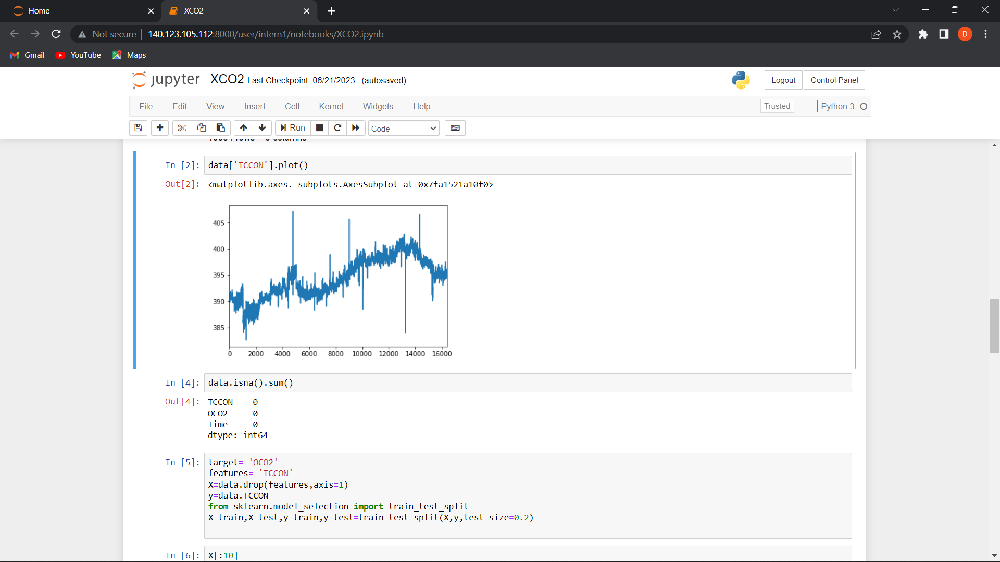 Home
XCO2
Not secure
140.123.105.112:8000/user/intern1/notebooks/XCO2.ipynb
D
Gmail
YouTube
Maps
jupyter
XCO2 Last Checkpoint: 06/21/2023 (autosaved)
Logout
Control Panel
File Edit View Insert Cell Kernel Widgets Help
Trusted
Python 3
Run
Code
In [2]: data['TCCON'].plot()
Out[2]: <matplotlib.axes._subplots.AxesSubplot at 0x7fa1521a10f0>
405
400
395
390
385
0 2000 4000 6000 8000 10000 12000 14000 16000
In [4]: data.isna().sum()
Out[4]: TCCON 0
OCO2 0
Time 0
dtype: int64
In [5]: target= 'OCO2'
features= 'TCCON'
X=data.drop(features,axis=1)
y=data.TCCON
from sklearn.model_selection import train_test_split
X_train,X_test,y_train,y_test=train_test_split(X,y,test_size=0.2)
In [6]: X[:10]